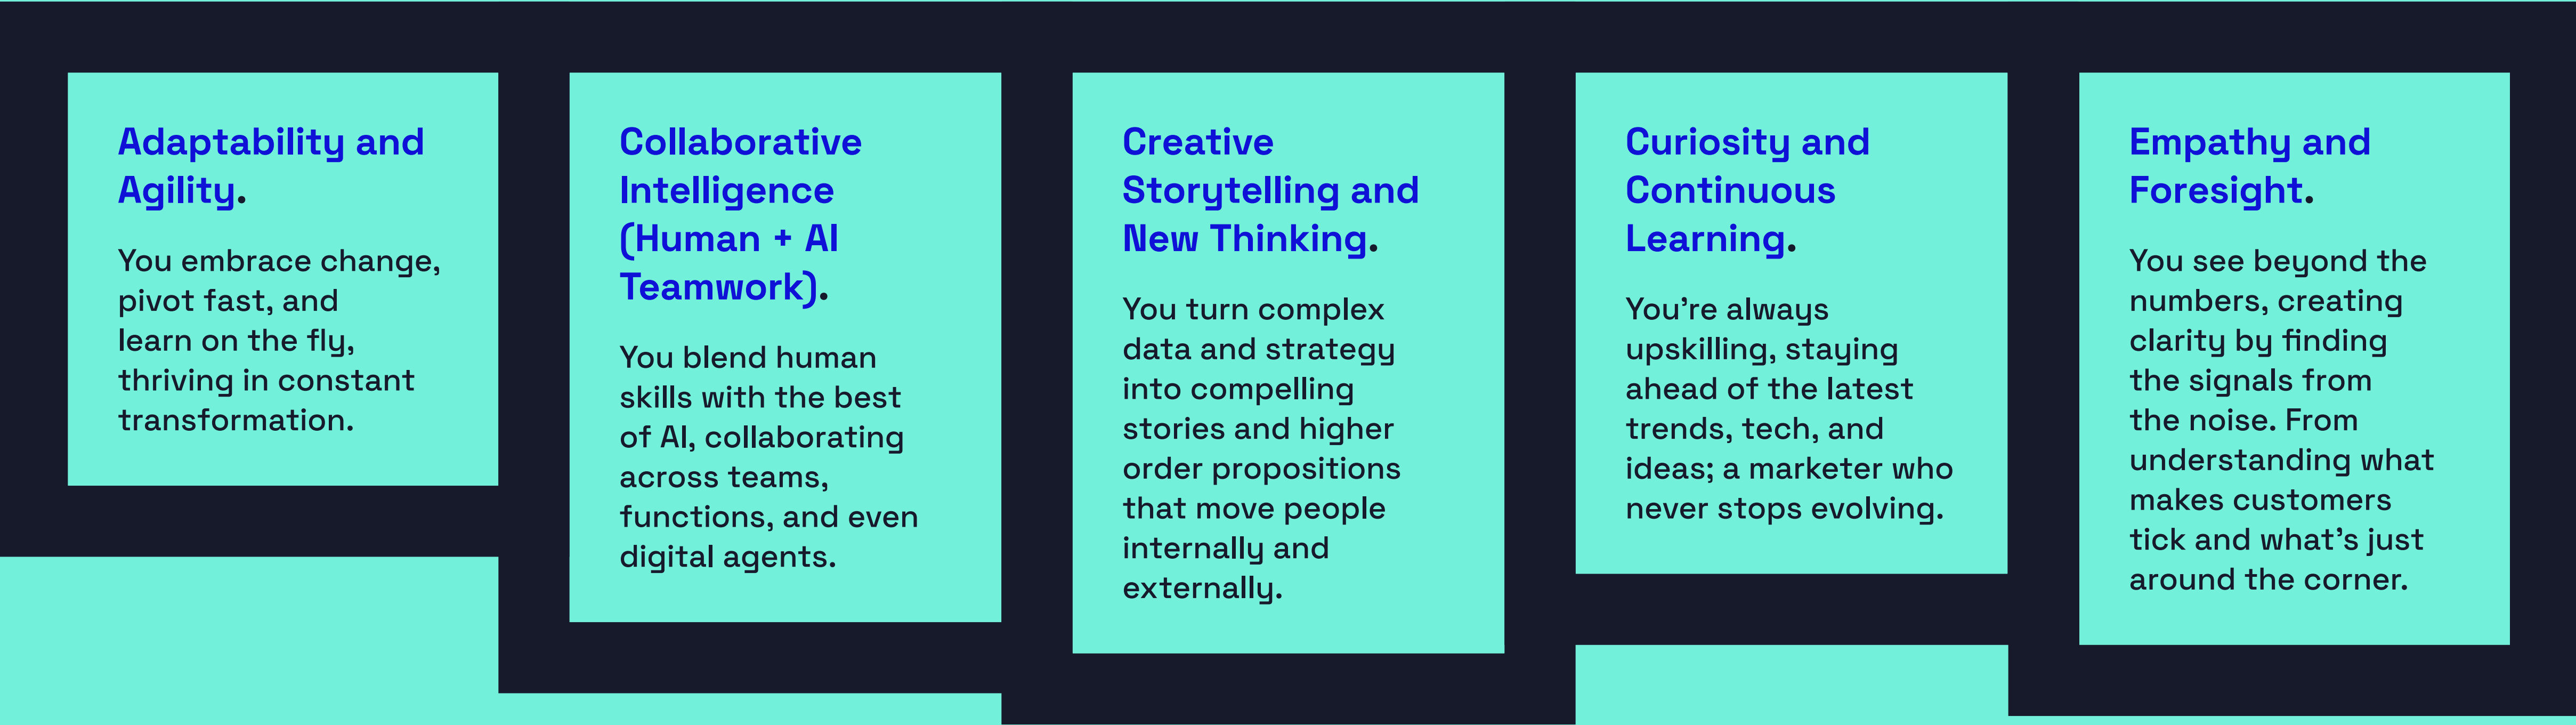 Adaptability and
Agility.
You embrace change,
pivot fast, and
learn on the fly,
thriving in constant
transformation.
Collaborative
Intelligence
(Human + AI
Teamwork).
You blend human
skills with the best
of AI, collaborating
across teams,
functions, and even
digital agents.
Creative
Storytelling and
New Thinking.
You turn complex
data and strategy
into compelling
stories and higher
order propositions
that move people
internally and
externally.
Curiosity and
Continuous
Learning.
You’re always
upskilling, staying
ahead of the latest
trends, tech, and
ideas; a marketer who
never stops evolving.
Empathy and
Foresight.
You see beyond the
numbers, creating
clarity by finding
the signals from
the noise. From
understanding what
makes customers
tick and what’s just
around the corner.